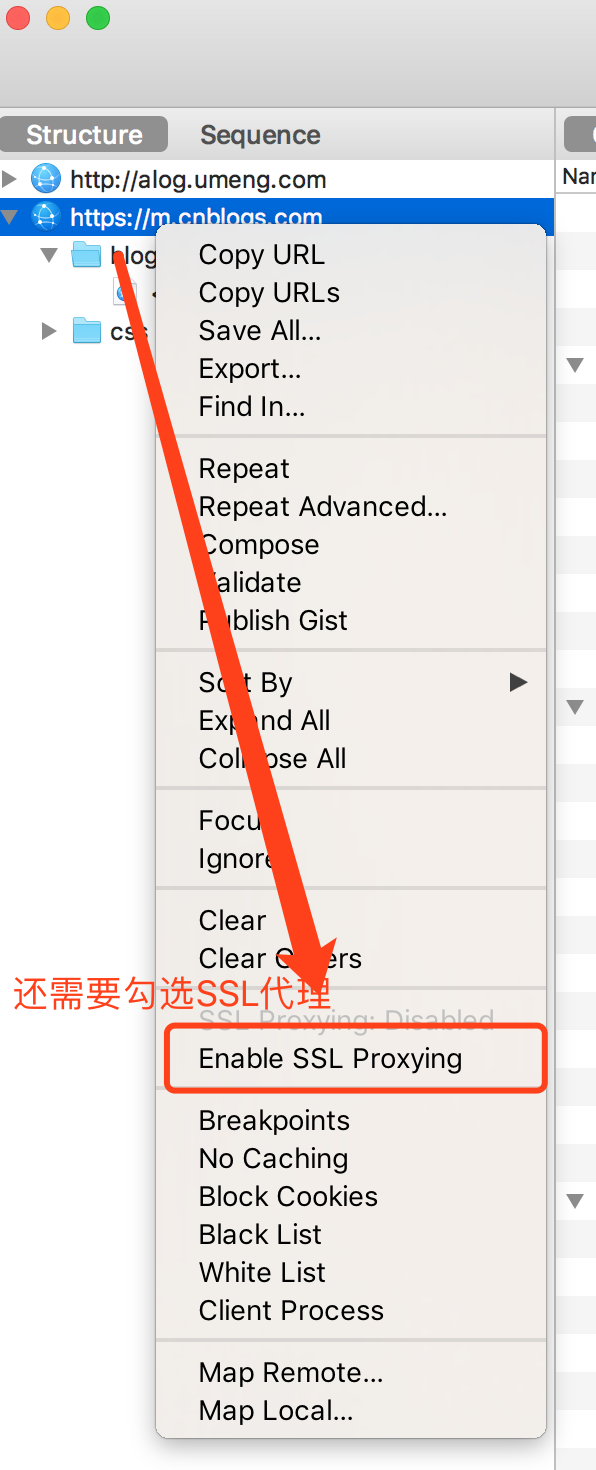 Structure
Sequence
http://alog.umeng.com
Nar
https://m.cnblogs.com
blog
css
Copy URL
Copy URLs
Save All...
Export...
Find In...
Repeat
Repeat Advanced...
Compose
Validate
Publish Gist
Sort By
Expand All
Collapse All
Focus
Ignore
Clear
Clear Others
还需要勾选SSL代理
SSL Proxying: Disabled
Enable SSL Proxying
Breakpoints
No Caching
Block Cookies
Black List
White List
Client Process
Map Remote...
Map Local...